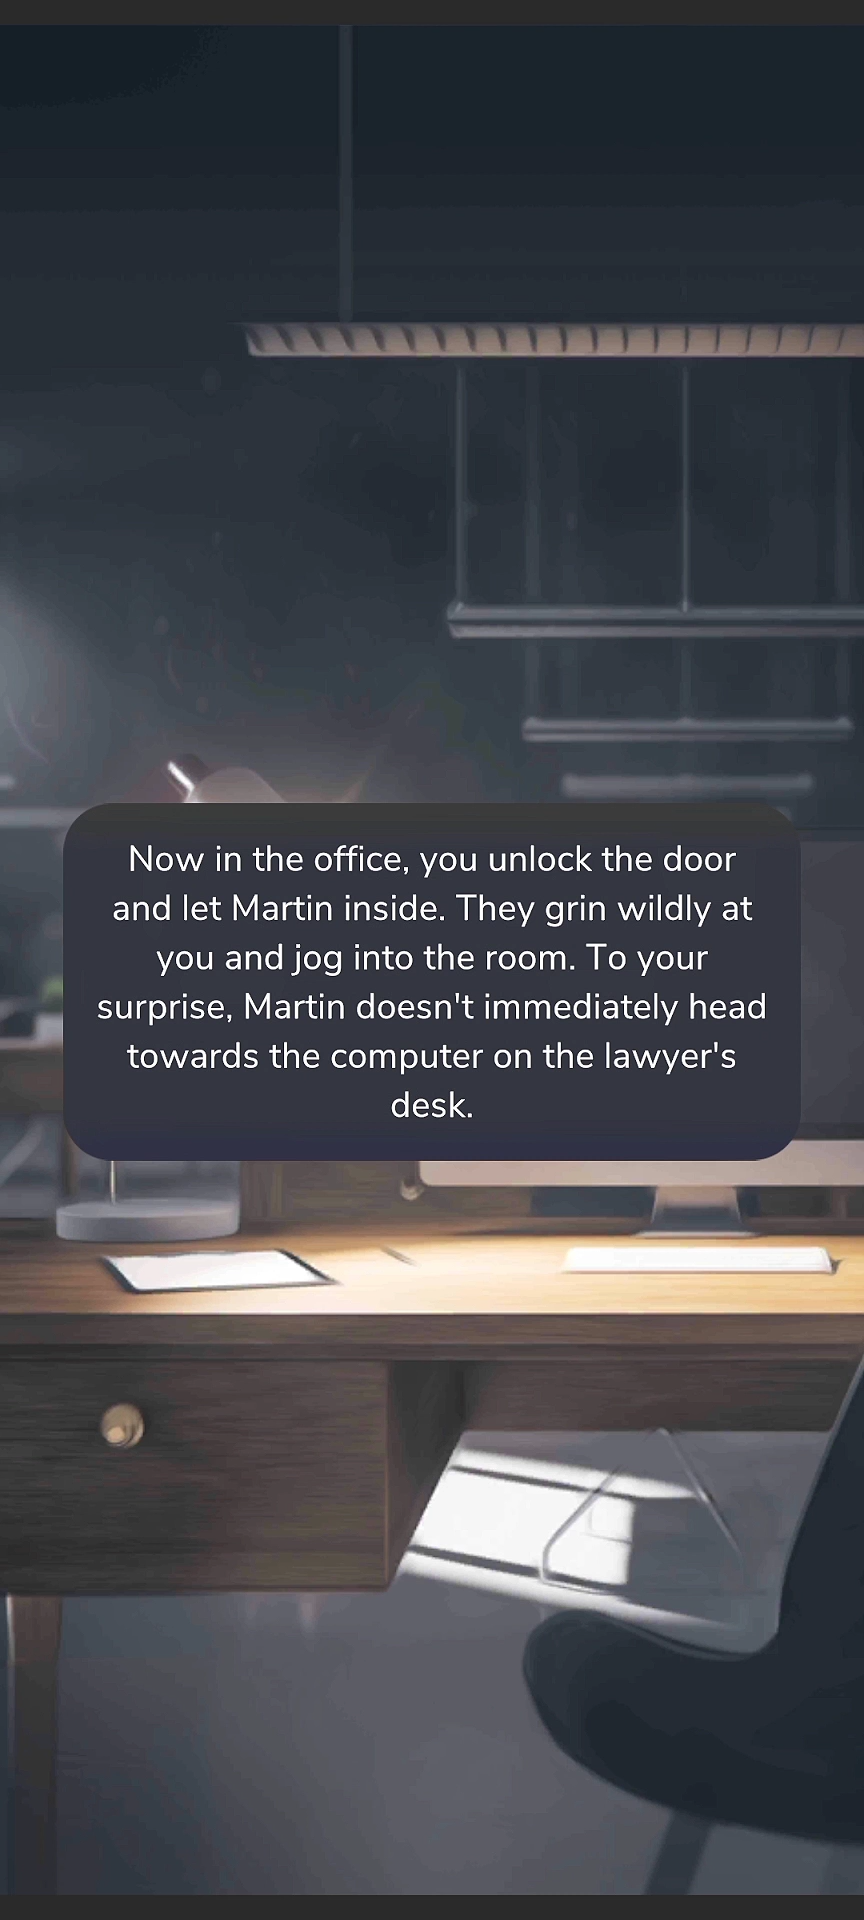 Now in the office, you unlock the door
and let Martin inside. They grin wildly at
you and jog into the room. To your
surprise, Martin doesn't immediately head
towards the computer on the lawyer's
desk.